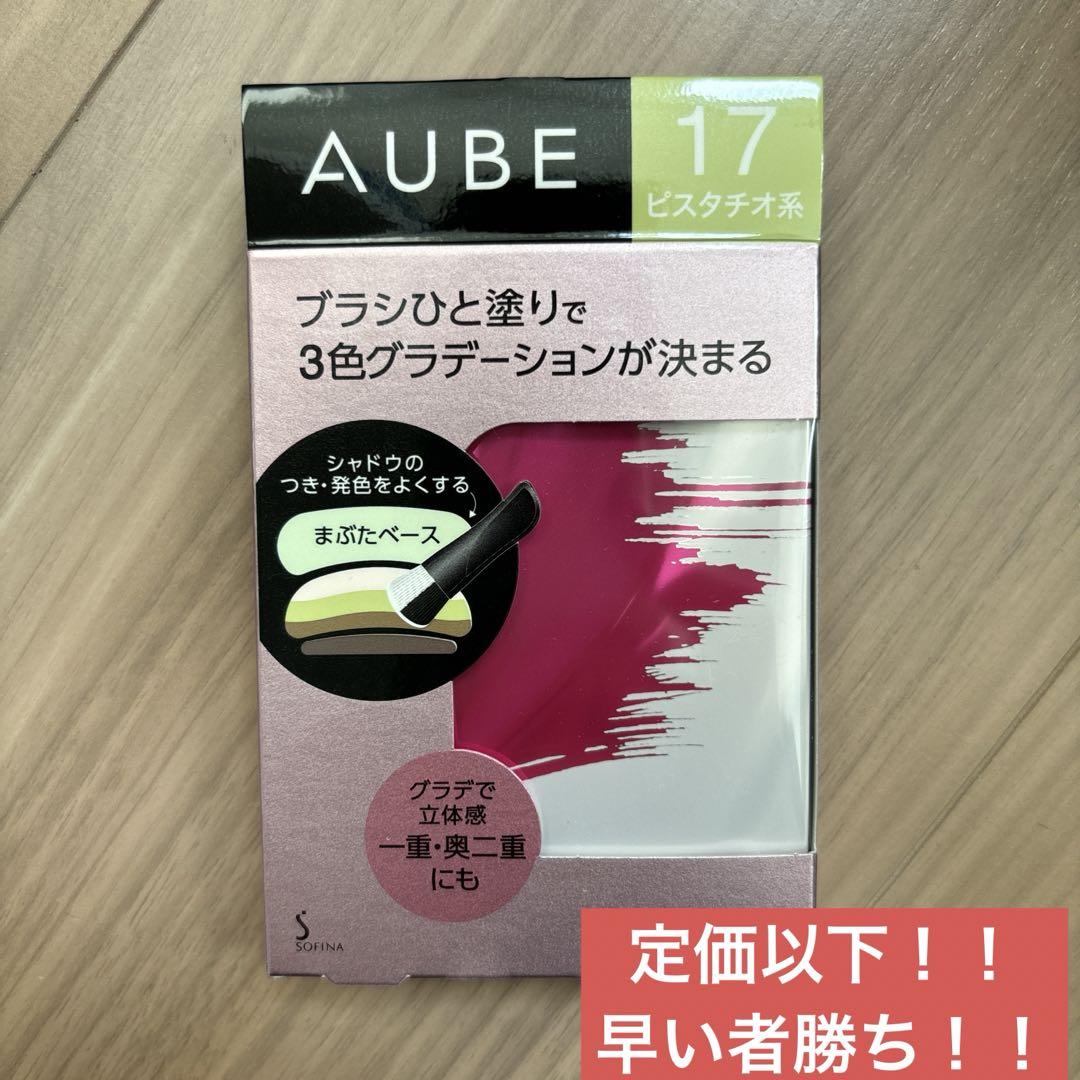 AUBE
17
ピスタチオ系
ブラシひと塗りで
3色グラデーションが決まる
シャドウの
つき・発色をよくする
まぶたベース
グラデで
立体感
一重・奥二重
にも
SOFINA
定価以下！！
早い者勝ち！！